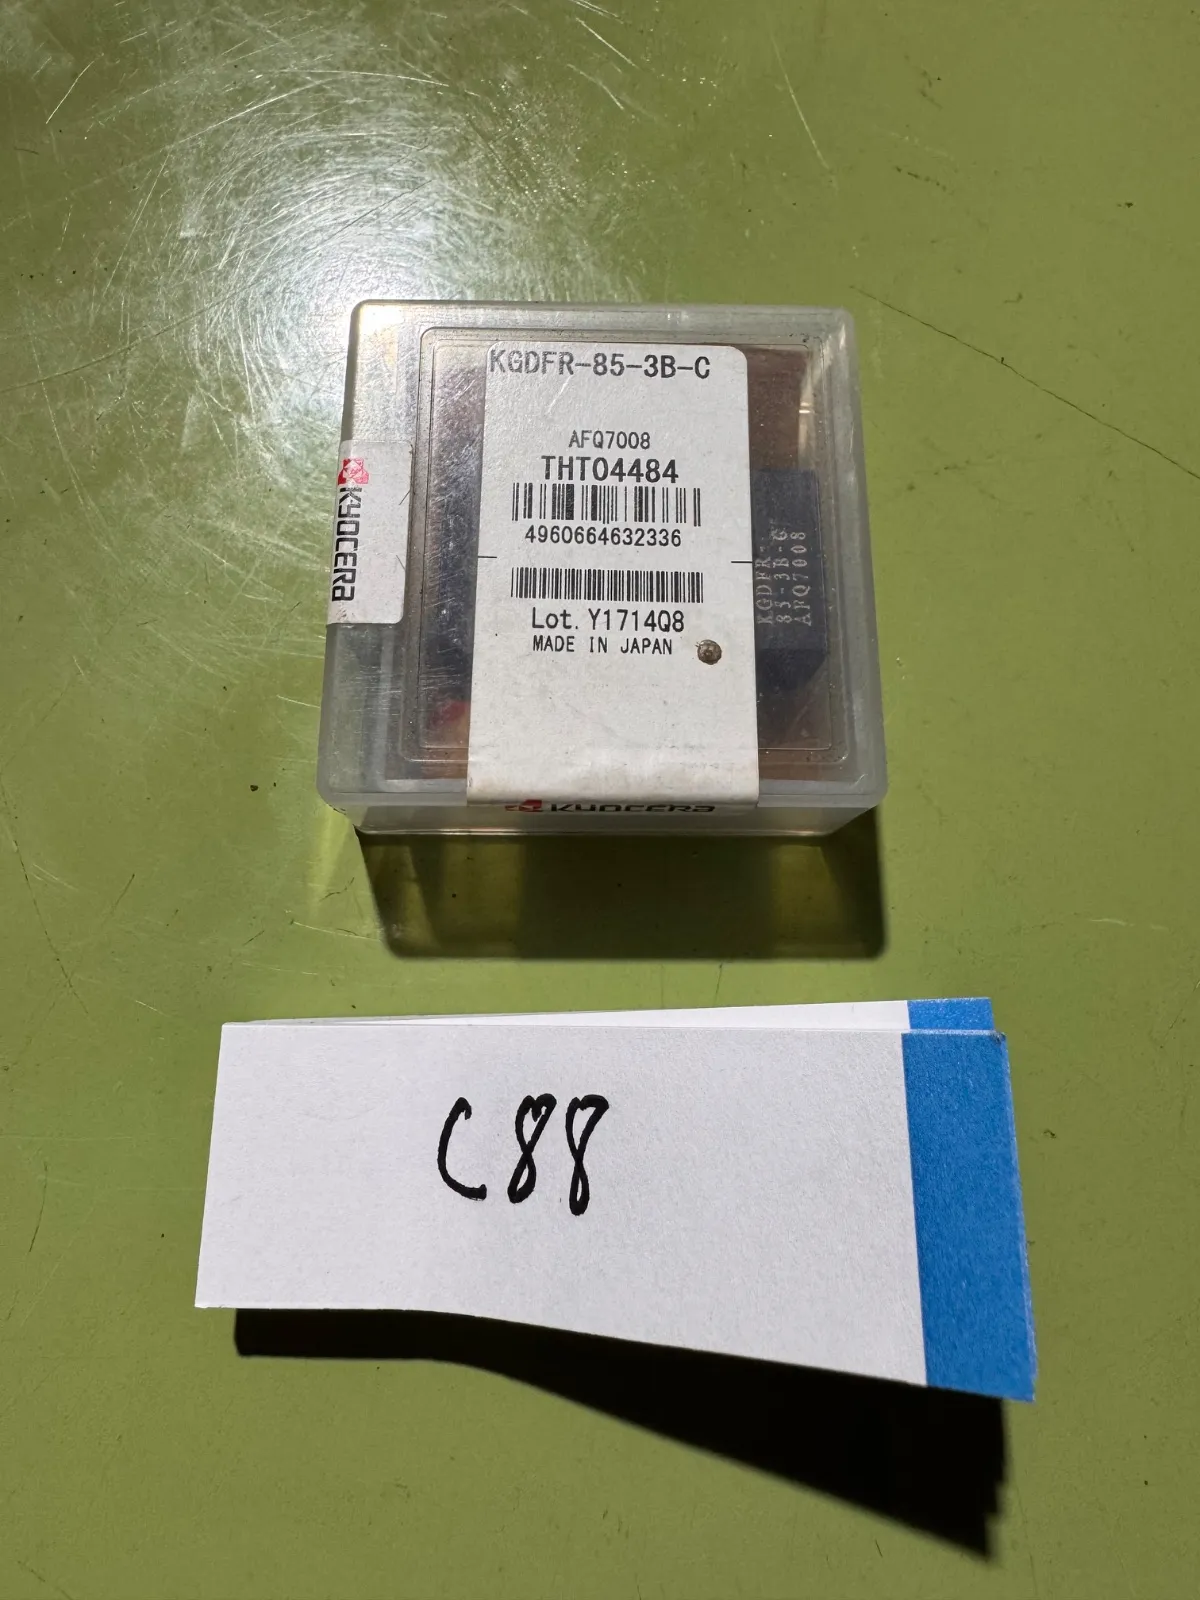 KGDFR-85-3B-C
AFQ7008
THT04484
4960664632336
Lot. Y1714Q8
MADE IN JAPAN
KYOCERA
KGDFR-
85-3B-C
AFQ7008
KYOCERA
C88